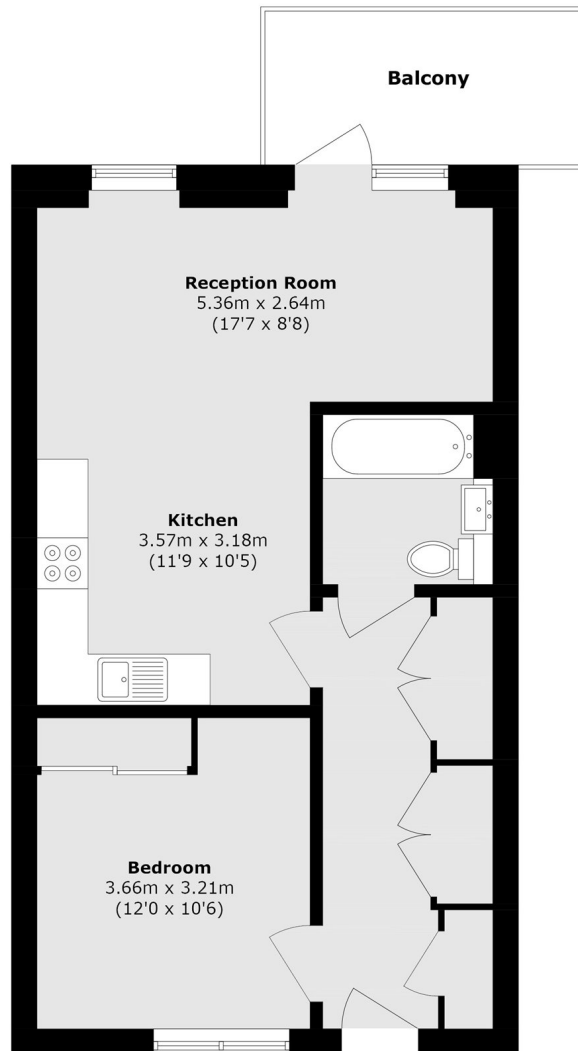 Balcony
Reception Room
5.36m x 2.64m
(17'7 x 8'8)
Kitchen
3.57m x 3.18m
(11'9 x 10'5)
Bedroom
3.66m x 3.21m
(12'0 x 10'6)